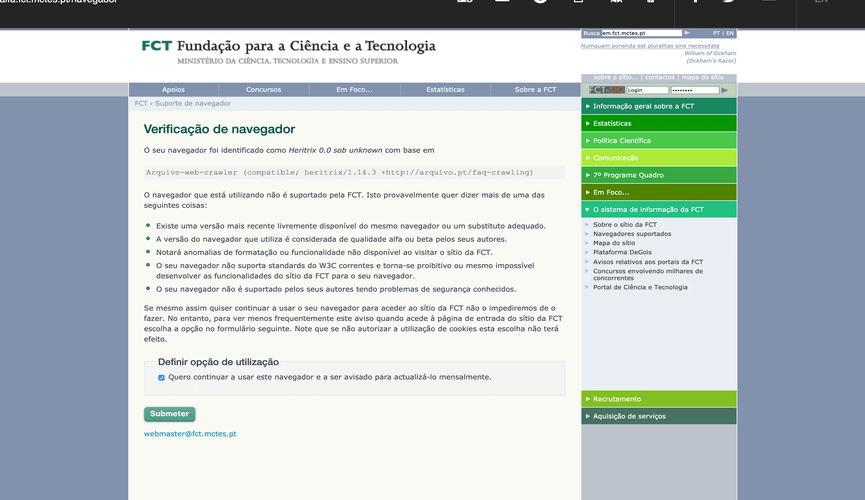 alfa.fct.mctes.pt/navegador
EN
FCT Fundação para a Ciência e a Tecnologia
MINISTÉRIO DA CIÊNCIA, TECNOLOGIA E ENSINO SUPERIOR
Busca em fct.mctes.pt PT | EN
Nunquam ponenda est pluralitas sine necessitate
William of Ockham
(Ockham's Razor)
sobre o sítio... | contactos | mapa do sítio
Login ••••••••
Apoios Concursos Em Foco... Estatísticas Sobre a FCT
FCT › Suporte de navegador
Verificação de navegador
O seu navegador foi identificado como Heritrix 0.0 sob unknown com base em
Arquivo-web-crawler (compatible; heritrix/1.14.3 +http://arquivo.pt/faq-crawling)
O navegador que está utilizando não é suportado pela FCT. Isto provavelmente quer dizer mais de uma das
seguintes coisas:
Existe uma versão mais recente livremente disponível do mesmo navegador ou um substituto adequado.
A versão do navegador que utiliza é considerada de qualidade alfa ou beta pelos seus autores.
Notará anomalias de formatação ou funcionalidade não disponível ao visitar o sítio da FCT.
O seu navegador não suporta standards do W3C correntes e torna-se proibitivo ou mesmo impossível
desenvolver as funcionalidades do sítio da FCT para o seu navegador.
O seu navegador não é suportado pelos seus autores tendo problemas de segurança conhecidos.
Se mesmo assim quiser continuar a usar o seu navegador para aceder ao sítio da FCT não o impediremos de o
fazer. No entanto, para ver menos frequentemente este aviso quando acede à página de entrada do sítio da FCT
escolha a opção no formulário seguinte. Note que se não autorizar a utilização de cookies esta escolha não terá
efeito.
Definir opção de utilização
Quero continuar a usar este navegador e a ser avisado para actualizá-lo mensalmente.
Submeter
webmaster@fct.mctes.pt
Informação geral sobre a FCT
Estatísticas
Política Científica
Comunicação
7º Programa Quadro
Em Foco...
O sistema de informação da FCT
Sobre o sítio da FCT
Navegadores suportados
Mapa do sítio
Plataforma DeGois
Avisos relativos aos portais da FCT
Concursos envolvendo milhares de
concorrentes
Portal de Ciência e Tecnologia
Recrutamento
Aquisição de serviços